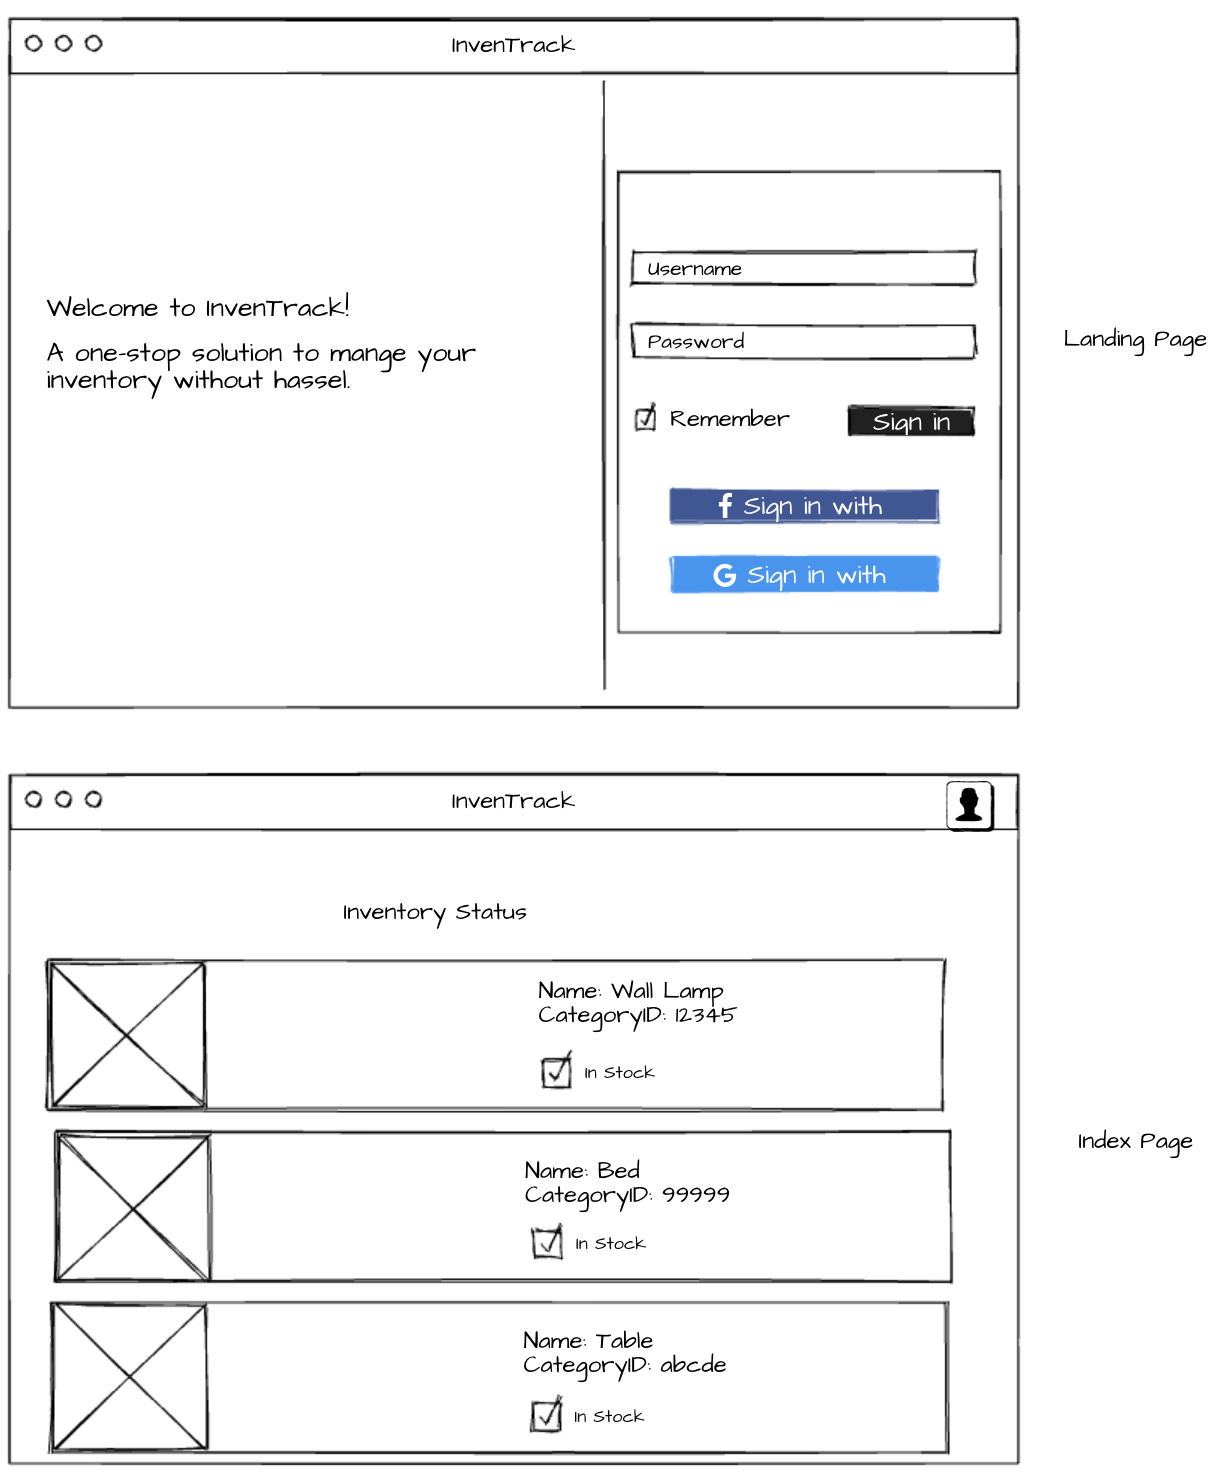 InvenTrack
Welcome to InvenTrack!
A one-stop solution to mange your
inventory without hassel.
Username
Password
Remember
Sign in
Sign in with
Sign in with
Landing Page
InvenTrack
Inventory Status
Name: Wall Lamp
CategoryID: 12345
In Stock
Name: Bed
CategoryID: 99999
In Stock
Index Page
Name: Table
CategoryID: abcde
In Stock